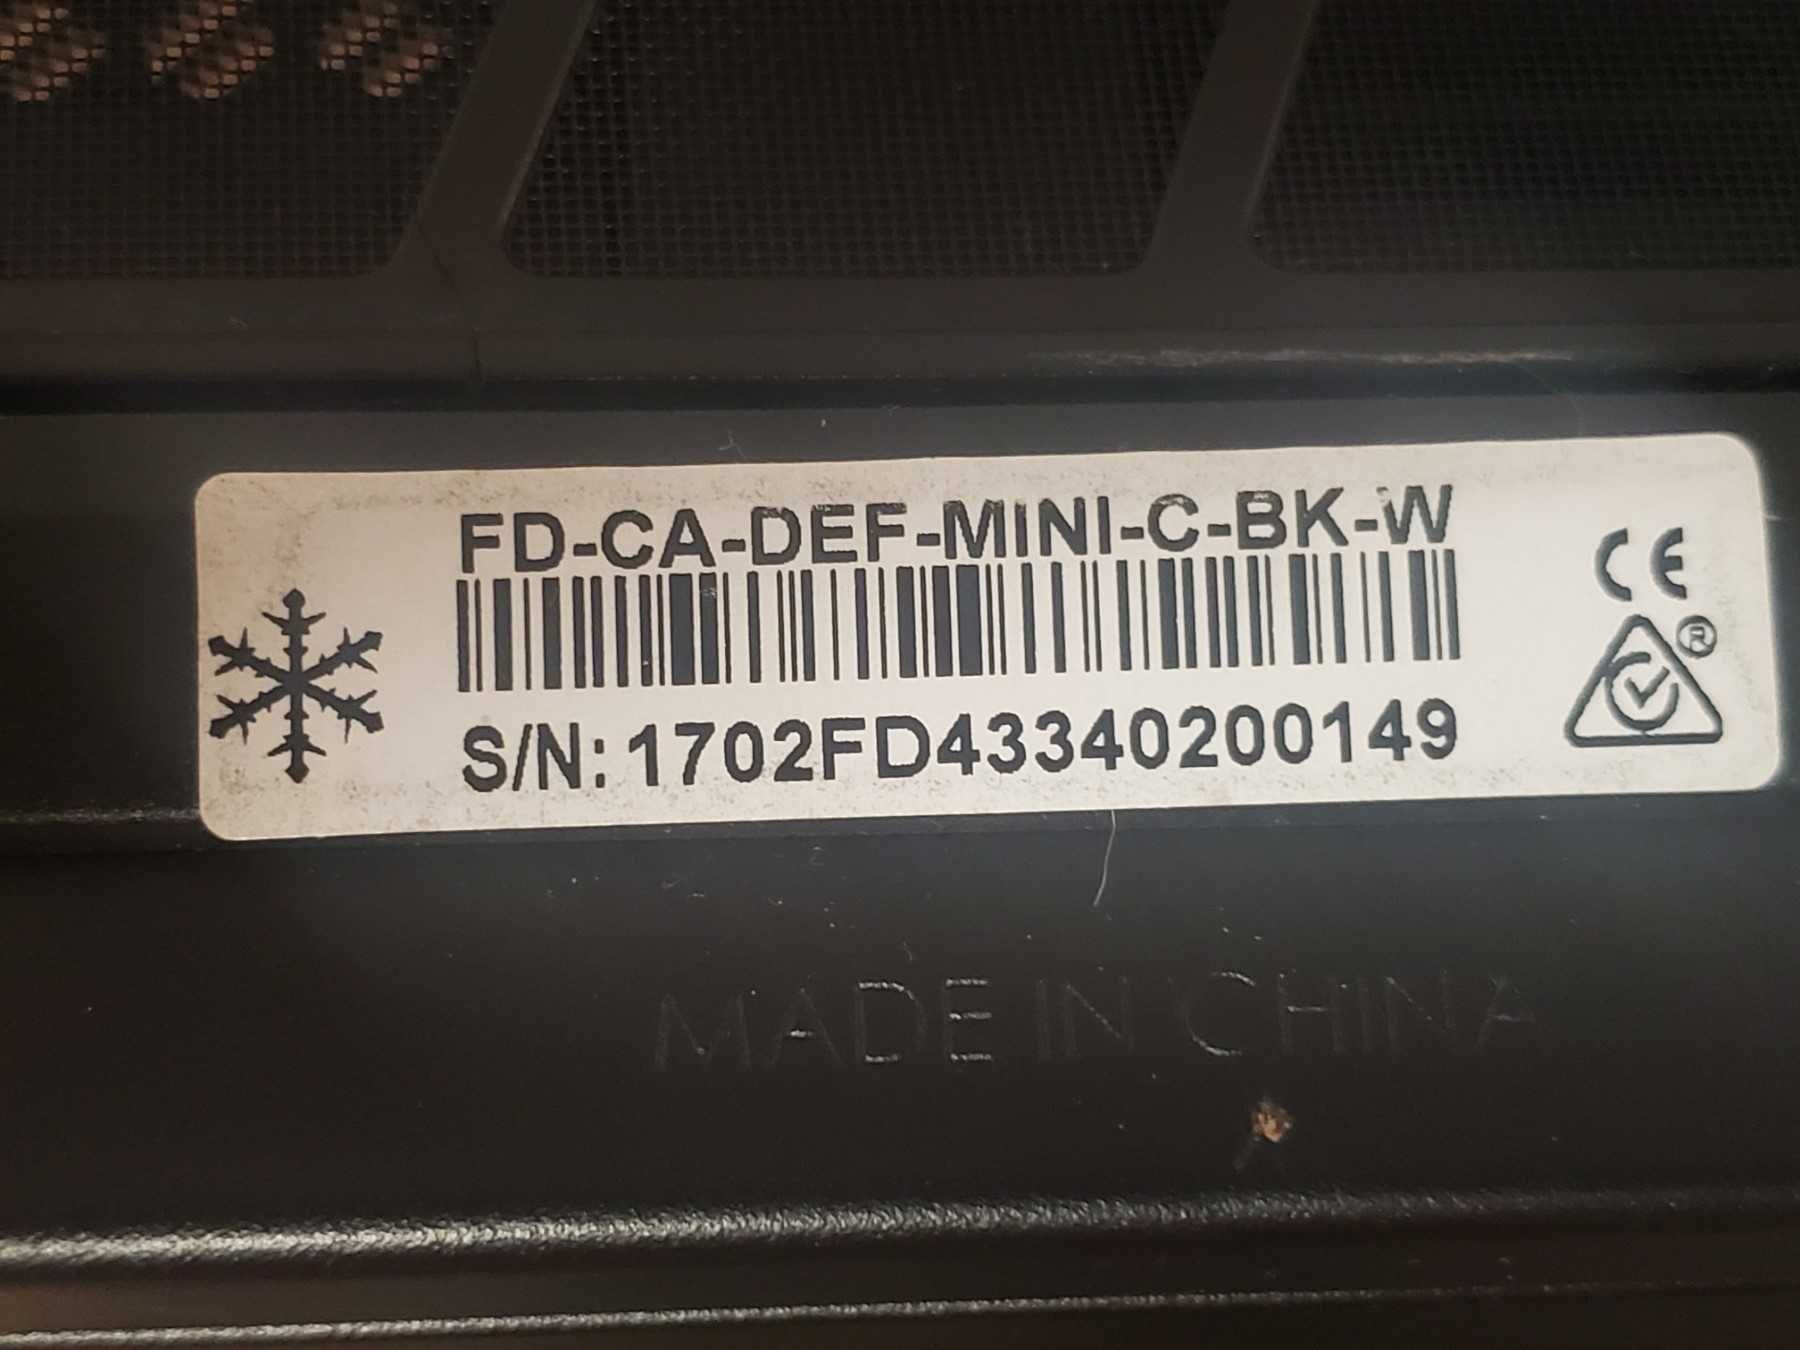 FD-CA-DEF-MINI-C-BK-W
CE
®
S/N: 1702FD43340200149
MADE IN CHINA